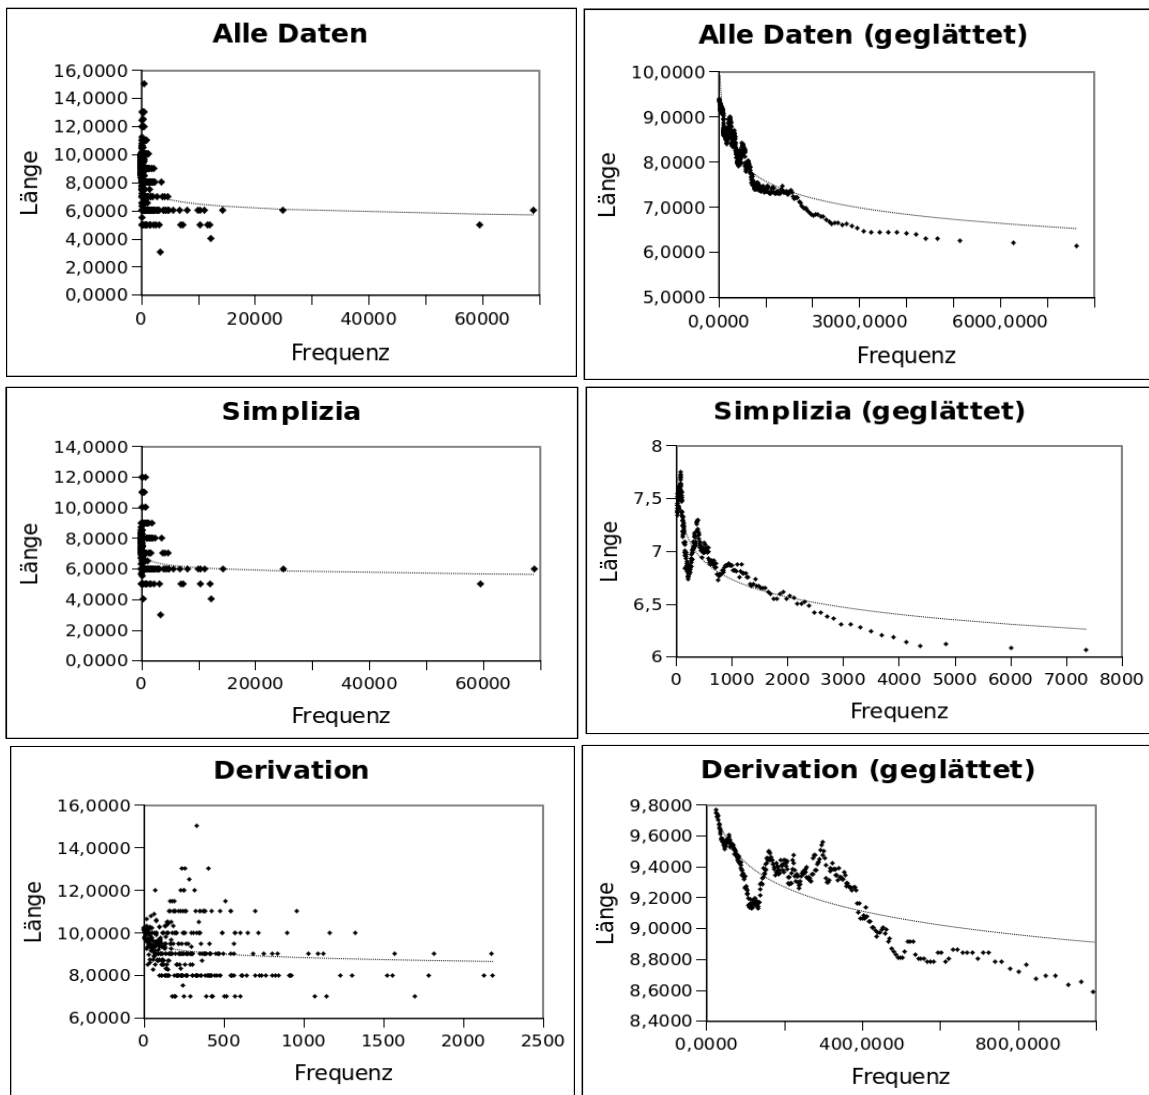 Alle Daten
16,0000
14,0000
12,0000
10,0000
8,0000
6,0000
4,0000
2,0000
0,0000
Länge
0 20000 40000 60000
Frequenz
Alle Daten (geglättet)
10,0000
9,0000
8,0000
7,0000
6,0000
5,0000
Länge
0,0000 3000,0000 6000,0000
Frequenz
Simplizia
14,0000
12,0000
10,0000
8,0000
6,0000
4,0000
2,0000
0,0000
Länge
0 20000 40000 60000
Frequenz
Simplizia (geglättet)
8
7,5
7
6,5
6
Länge
0 1000 2000 3000 4000 5000 6000 7000 8000
Frequenz
Derivation
16,0000
14,0000
12,0000
10,0000
8,0000
6,0000
Länge
0 500 1000 1500 2000 2500
Frequenz
Derivation (geglättet)
9,8000
9,6000
9,4000
9,2000
9,0000
8,8000
8,6000
8,4000
Länge
0,0000 400,0000 800,0000
Frequenz